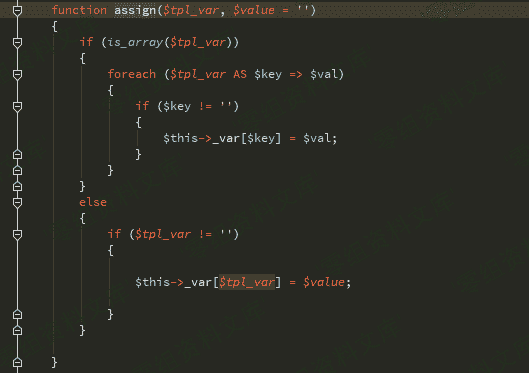 function assign($tpl_var, $value = '')
{
if (is_array($tpl_var))
{
foreach ($tpl_var AS $key => $val)
{
if ($key != '')
{
$this->_var[$key] = $val;
}
}
}
else
{
if ($tpl_var != '')
{
$this->_var[$tpl_var] = $value;
}
}
}